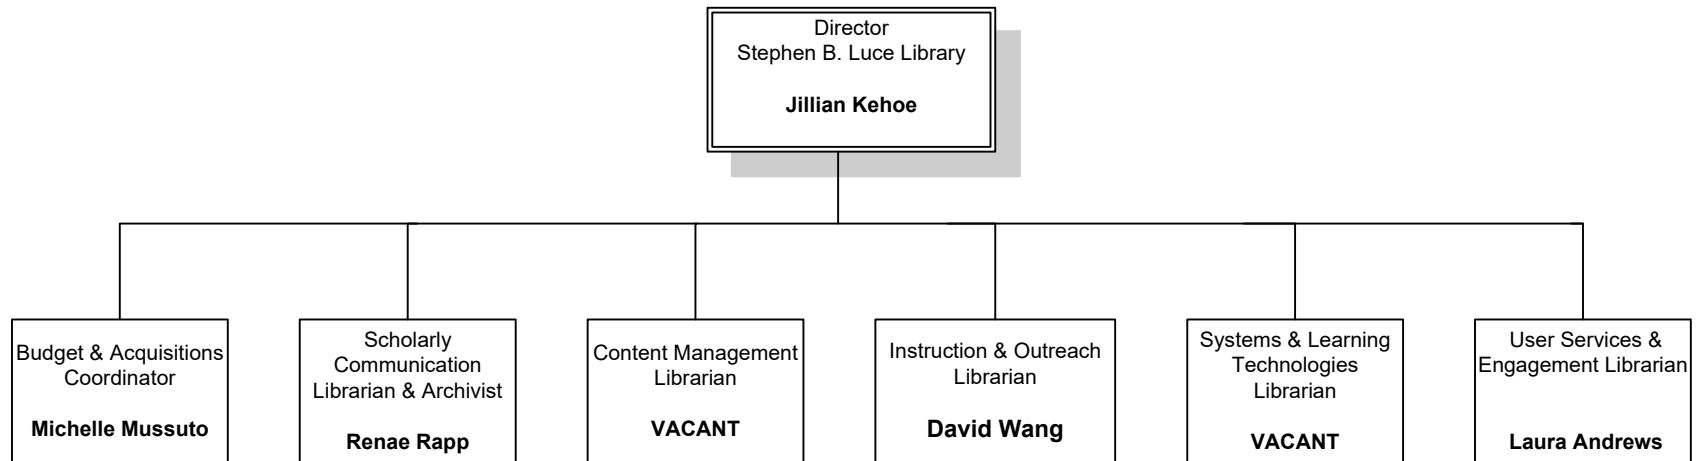 Director
Stephen B. Luce Library
Jillian Kehoe
Budget & Acquisitions
Coordinator
Michelle Mussuto
Scholarly
Communication
Librarian & Archivist
Renae Rapp
Content Management
Librarian
VACANT
Instruction & Outreach
Librarian
David Wang
Systems & Learning
Technologies
Librarian
VACANT
User Services &
Engagement Librarian
Laura Andrews